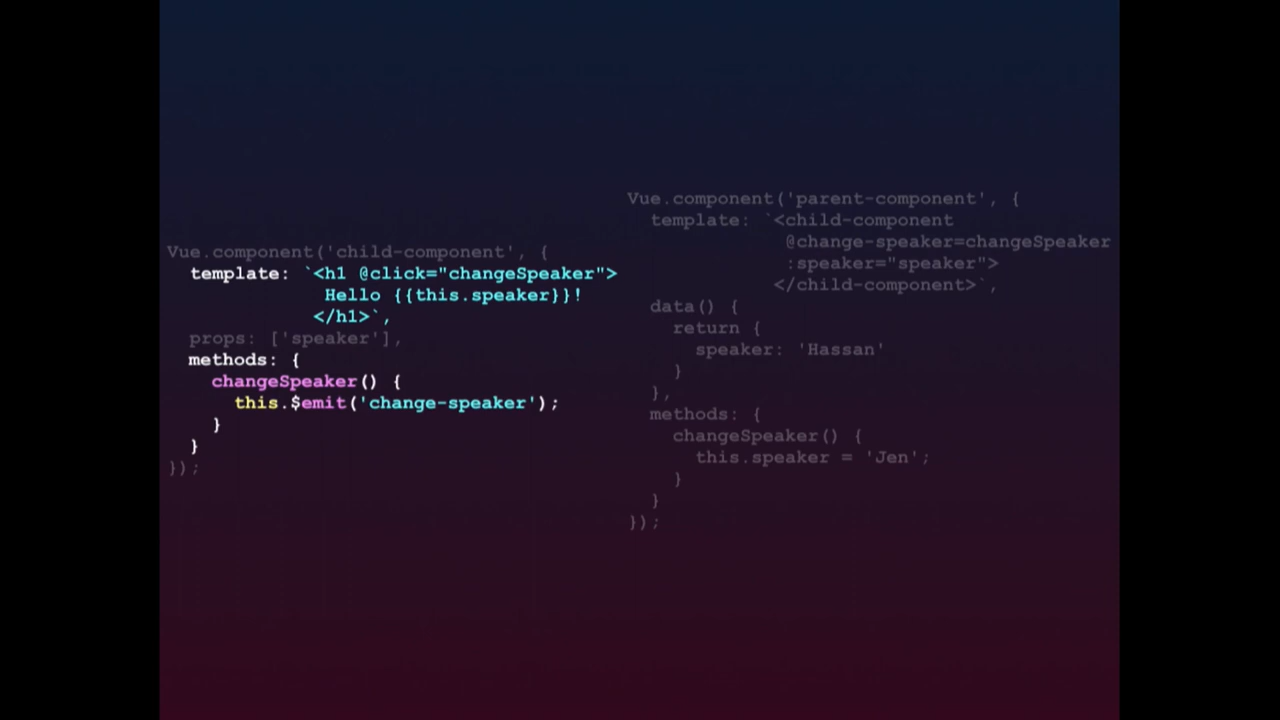 Vue.component('child-component', {
template: `<h1 @click="changeSpeaker">
Hello {{this.speaker}}!
</h1>`,
props: ['speaker'],
methods: {
changeSpeaker() {
this.$emit('change-speaker');
}
}
});
Vue.component('parent-component', {
template: `<child-component
@change-speaker=changeSpeaker
:speaker="speaker">
</child-component>`,
data() {
return {
speaker: 'Hassan'
}
},
methods: {
changeSpeaker() {
this.speaker = 'Jen';
}
}
});